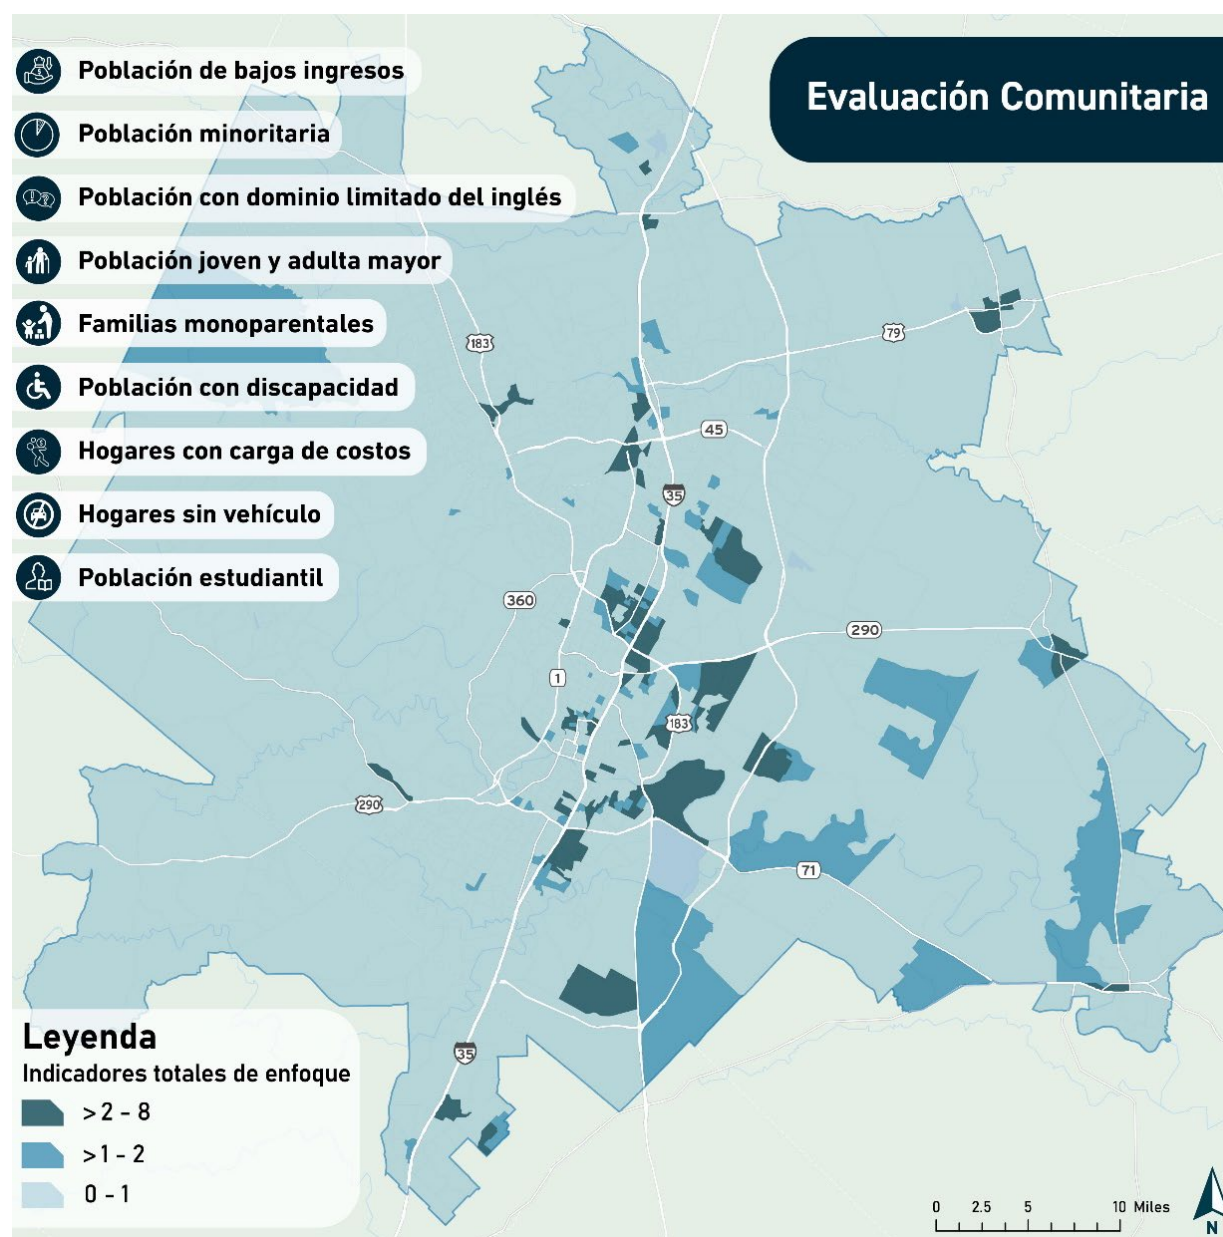 Evaluación Comunitaria
Población de bajos ingresos
Población minoritaria
Población con dominio limitado del inglés
Población joven y adulta mayor
Familias monoparentales
Población con discapacidad
Hogares con carga de costos
Hogares sin vehículo
Población estudiantil
183
79
45
35
360
290
1
183
290
71
35
Leyenda
Indicadores totales de enfoque
>2 - 8
>1 - 2
0 - 1
0 2.5 5 10 Miles
N